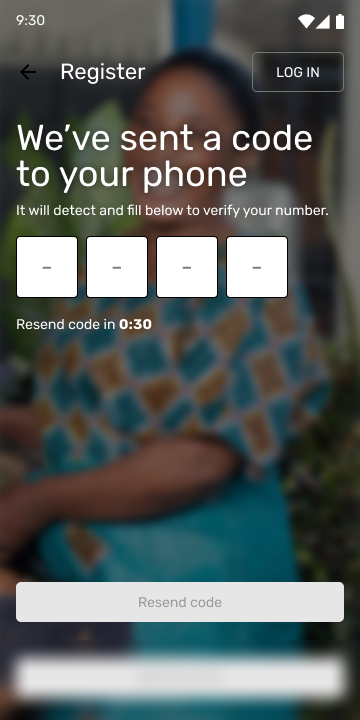 9:30
Register
LOG IN
We’ve sent a code
to your phone
It will detect and fill below to verify your number.
– – – –
Resend code in 0:30
Resend code